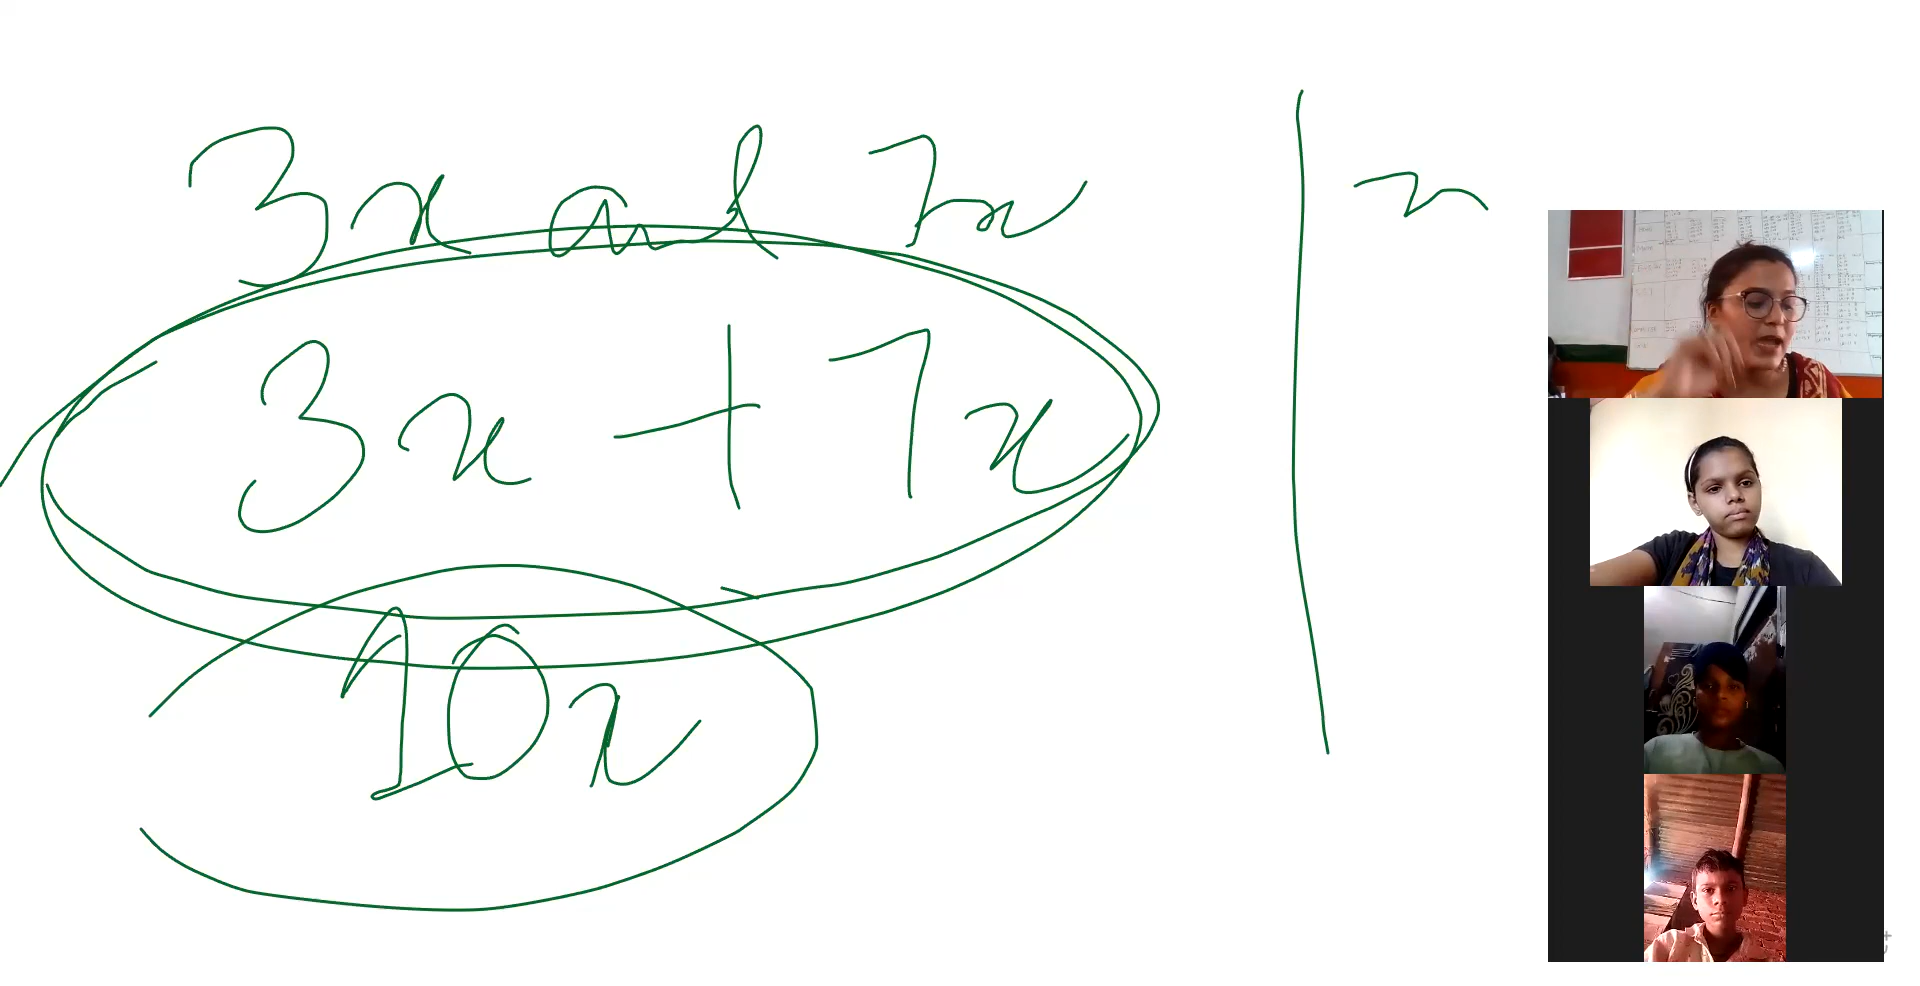 3x and 7x
3x + 7x
10x
x